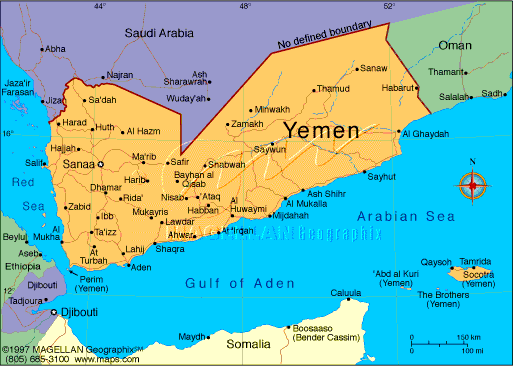 44°
48°
52°
Saudi Arabia
No defined boundary
Oman
Abha
Jaza'ir
Farasan
Najran
Ash
Sharawrah
Sanaw
Thamarit
Jizan
Sa'dah
Wuday'ah
Thamud
Habarut
Salalah
Sadh
Minwakh
Harad
Huth
Al Hazm
Zamakh
Yemen
16°
Al Ghaydah
Hajjah
Saywun
Salif
Sanaa
Ma'rib
Safir
Shabwah
Sayhut
Red
Sea
Harib
Bayhan al
Qisab
Dhamar
Rida'
Nisab
'Ataq
Ash Shihr
Al Mukalla
N
Zabid
Ibb
Mukayris
Habban
Al
Huwaymi
Mijdahah
Arabian Sea
Lawdar
Ta'izz
Al 'Irqah
Ahwar
MAGELLAN Geographix
Beylul
Al
Mukha
Aseb
At
Turbah
Lahij
Shaqra
Aden
Qaysoh
Tamrida
Ethiopia
Perim
(Yemen)
'Abd al Kuri
(Yemen)
Socotra
(Yemen)
Djibouti
Tadjoura
Gulf of Aden
12°
Caluula
The Brothers
(Yemen)
Djibouti
Boosaaso
(Bender Cassim)
Maydh
Somalia
0 150 km
0 100 mi
©1997 MAGELLAN Geographix℠
(805) 685-3100 www.maps.com